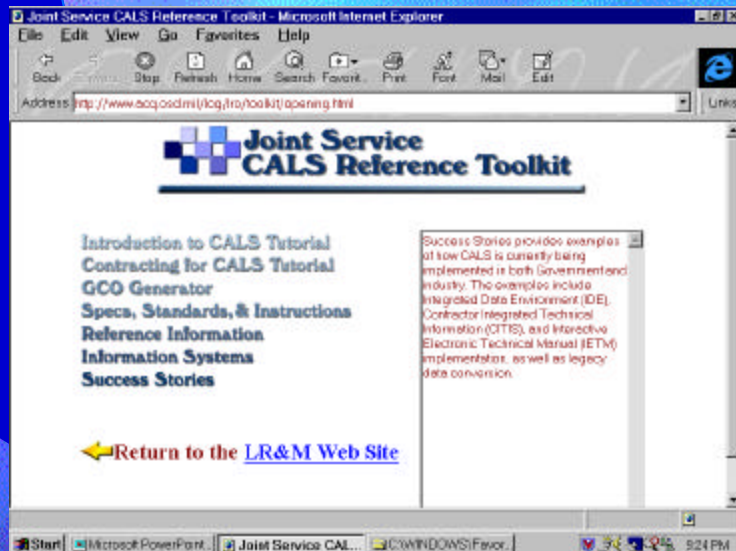 Joint Service CALS Reference Toolkit - Microsoft Internet Explorer
File Edit View Go Favorites Help
Back Stop Refresh Home Search Favorit.. Print Font Mail Edit
Address http://www.acq.osd.mil/log/lro/toolkit/opening.html Links
Joint Service
CALS Reference Toolkit
Introduction to CALS Tutorial
Contracting for CALS Tutorial
GCO Generator
Specs, Standards, & Instructions
Reference Information
Information Systems
Success Stories
Success Stories provides examples
of how CALS is currently being
implemented in both Government and
industry. The examples include
Integrated Data Environment (IDE),
Contractor Integrated Technical
Information (CITIS), and Interactive
Electronic Technical Manual (IETM)
implementation, as well as legacy
data conversion.
Return to the LR&M Web Site
Start Microsoft PowerPoint... Joint Service CAL... C:\WINDOWS\Favor... 9:24 PM